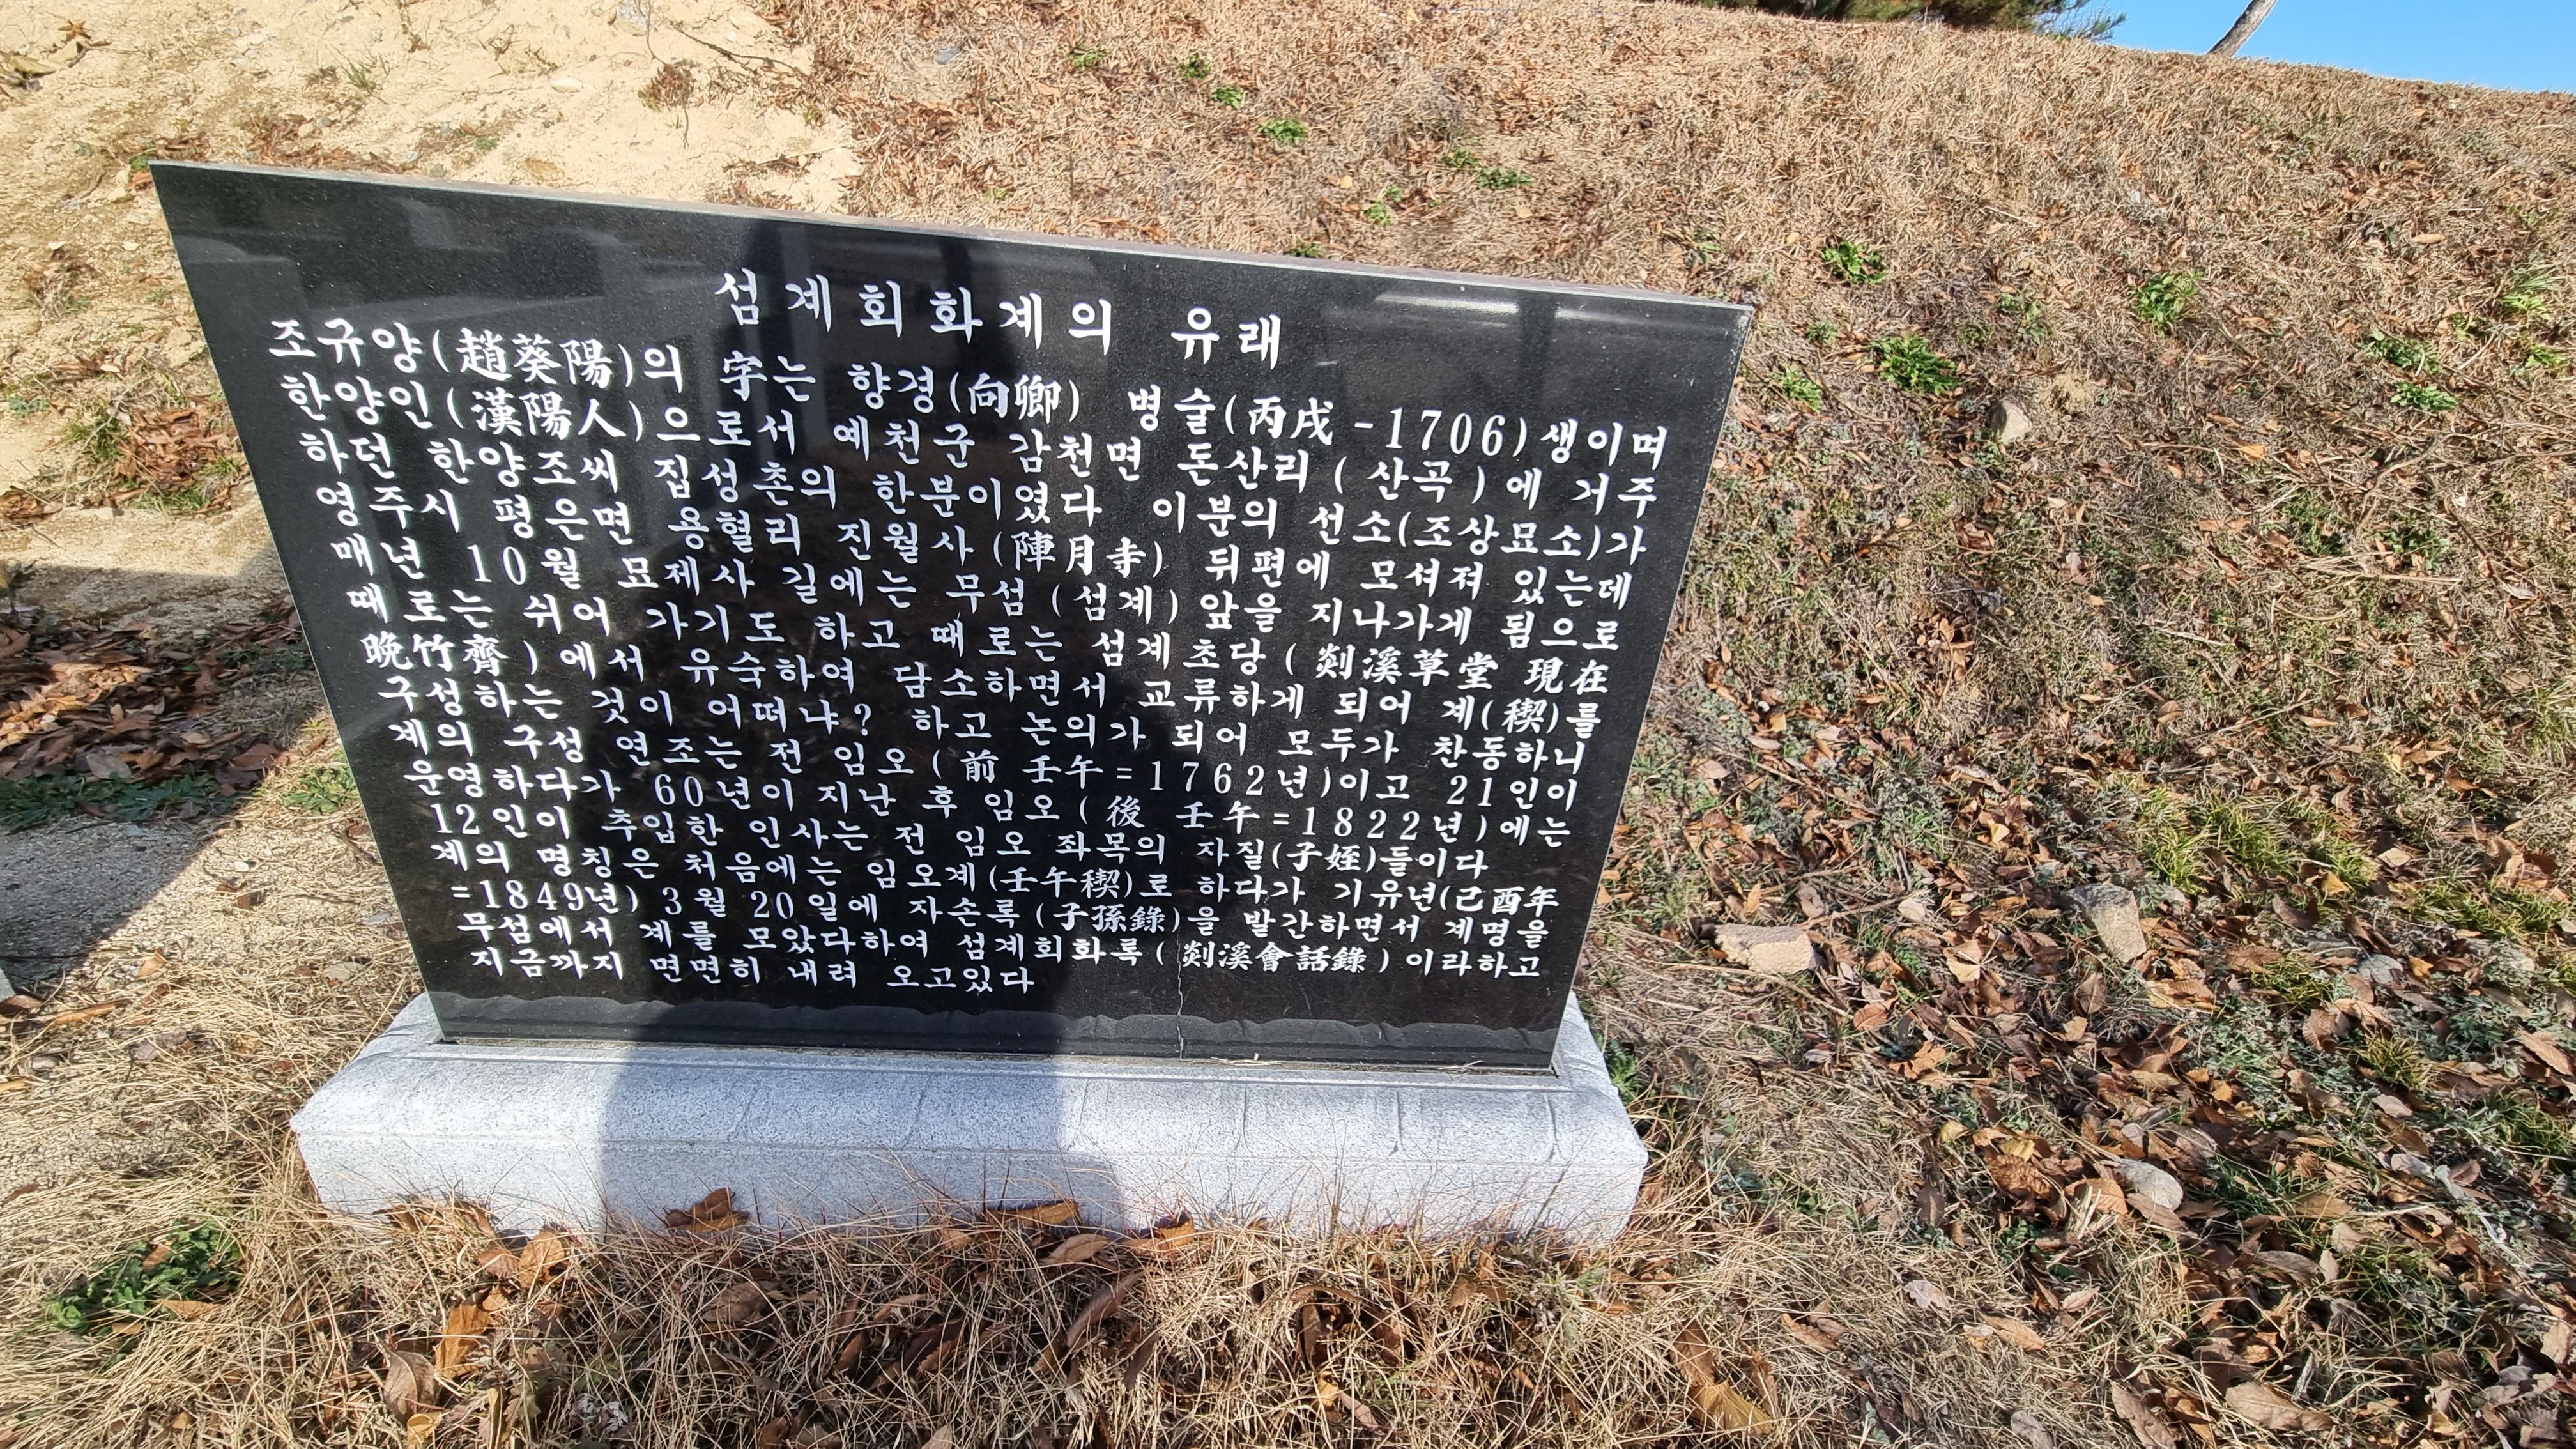 섬계회화계의 유래
조규양(趙葵陽)의 字는 향경(向卿) 병술(丙戌-1706)생이며
한양인(漢陽人)으로서 예천군 감천면 돈산리(산곡)에 거주
하던 한양조씨 집성촌의 한분이였다 이분의 선소(조상묘소)가
영주시 평은면 용혈리 진월사(陣月寺) 뒤편에 모셔져 있는데
매년 10월 묘제사 길에는 무섬(섬계)앞을 지나가게 됨으로
때로는 쉬어 가기도 하고 때로는 섬계초당(剡溪草堂 現在
晩竹齊)에서 유숙하여 담소하면서 교류하게 되어 계(稧)를
구성하는 것이 어떠냐? 하고 논의가 되어 모두가 찬동하니
계의 구성 연조는 전 임오(前 壬午=1762년)이고 21인이
운영하다가 60년이 지난 후 임오(後 壬午=1822년)에는
12인이 추입한 인사는 전 임오 좌목의 자질(子姪)들이다
계의 명칭은 처음에는 임오계(壬午稧)로 하다가 기유년(己酉年
=1849년) 3월 20일에 자손록(子孫錄)을 발간하면서 계명을
무섬에서 계를 모았다하여 섬계회화록(剡溪會話錄)이라하고
지금까지 면면히 내려 오고있다